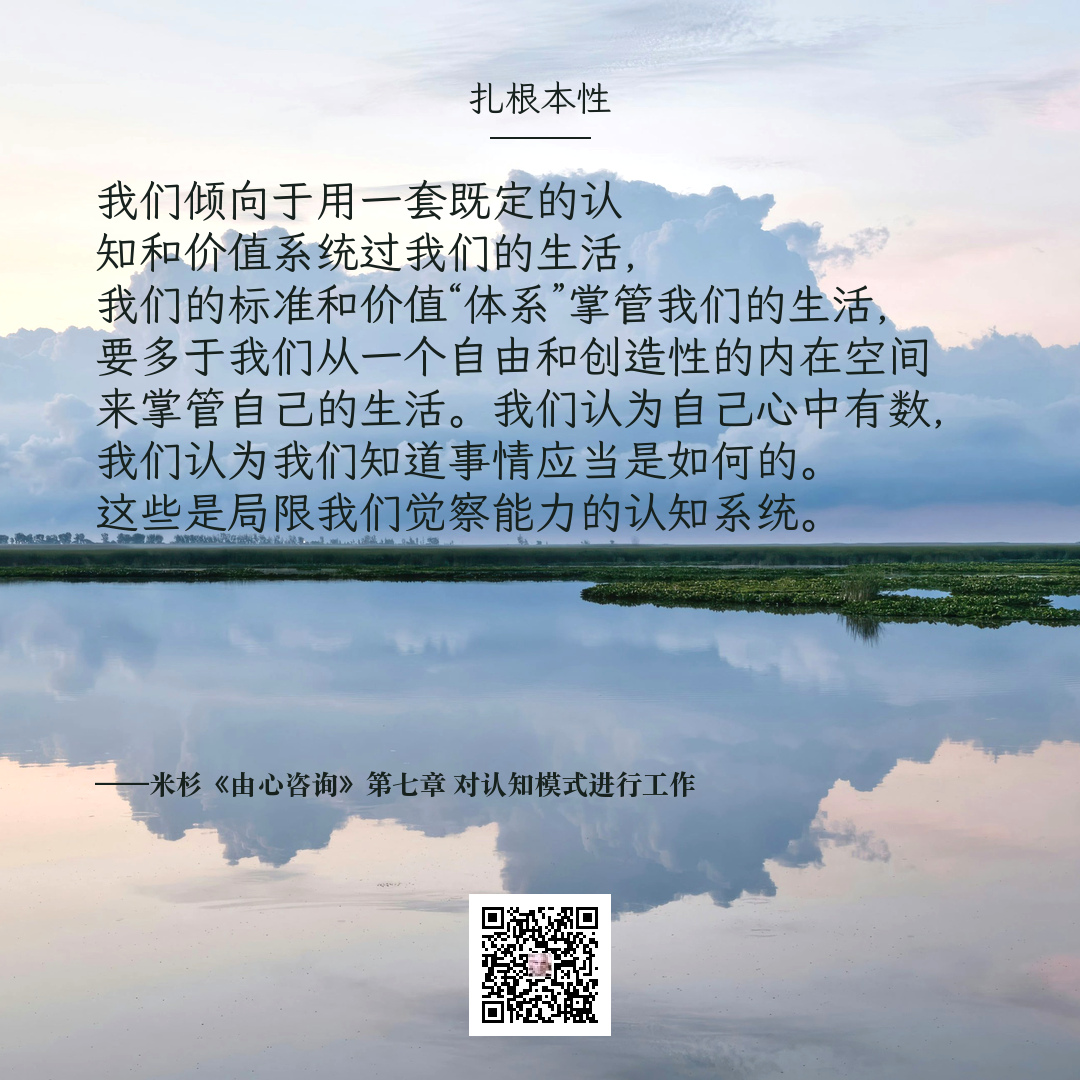 扎根本性
我们倾向于用一套既定的认
知和价值系统过我们的生活，
我们的标准和价值“体系”掌管我们的生活，
要多于我们从一个自由和创造性的内在空间
来掌管自己的生活。我们认为自己心中有数，
我们认为我们知道事情应当是如何的。
这些是局限我们觉察能力的认知系统。
——米杉《由心咨询》第七章 对认知模式进行工作